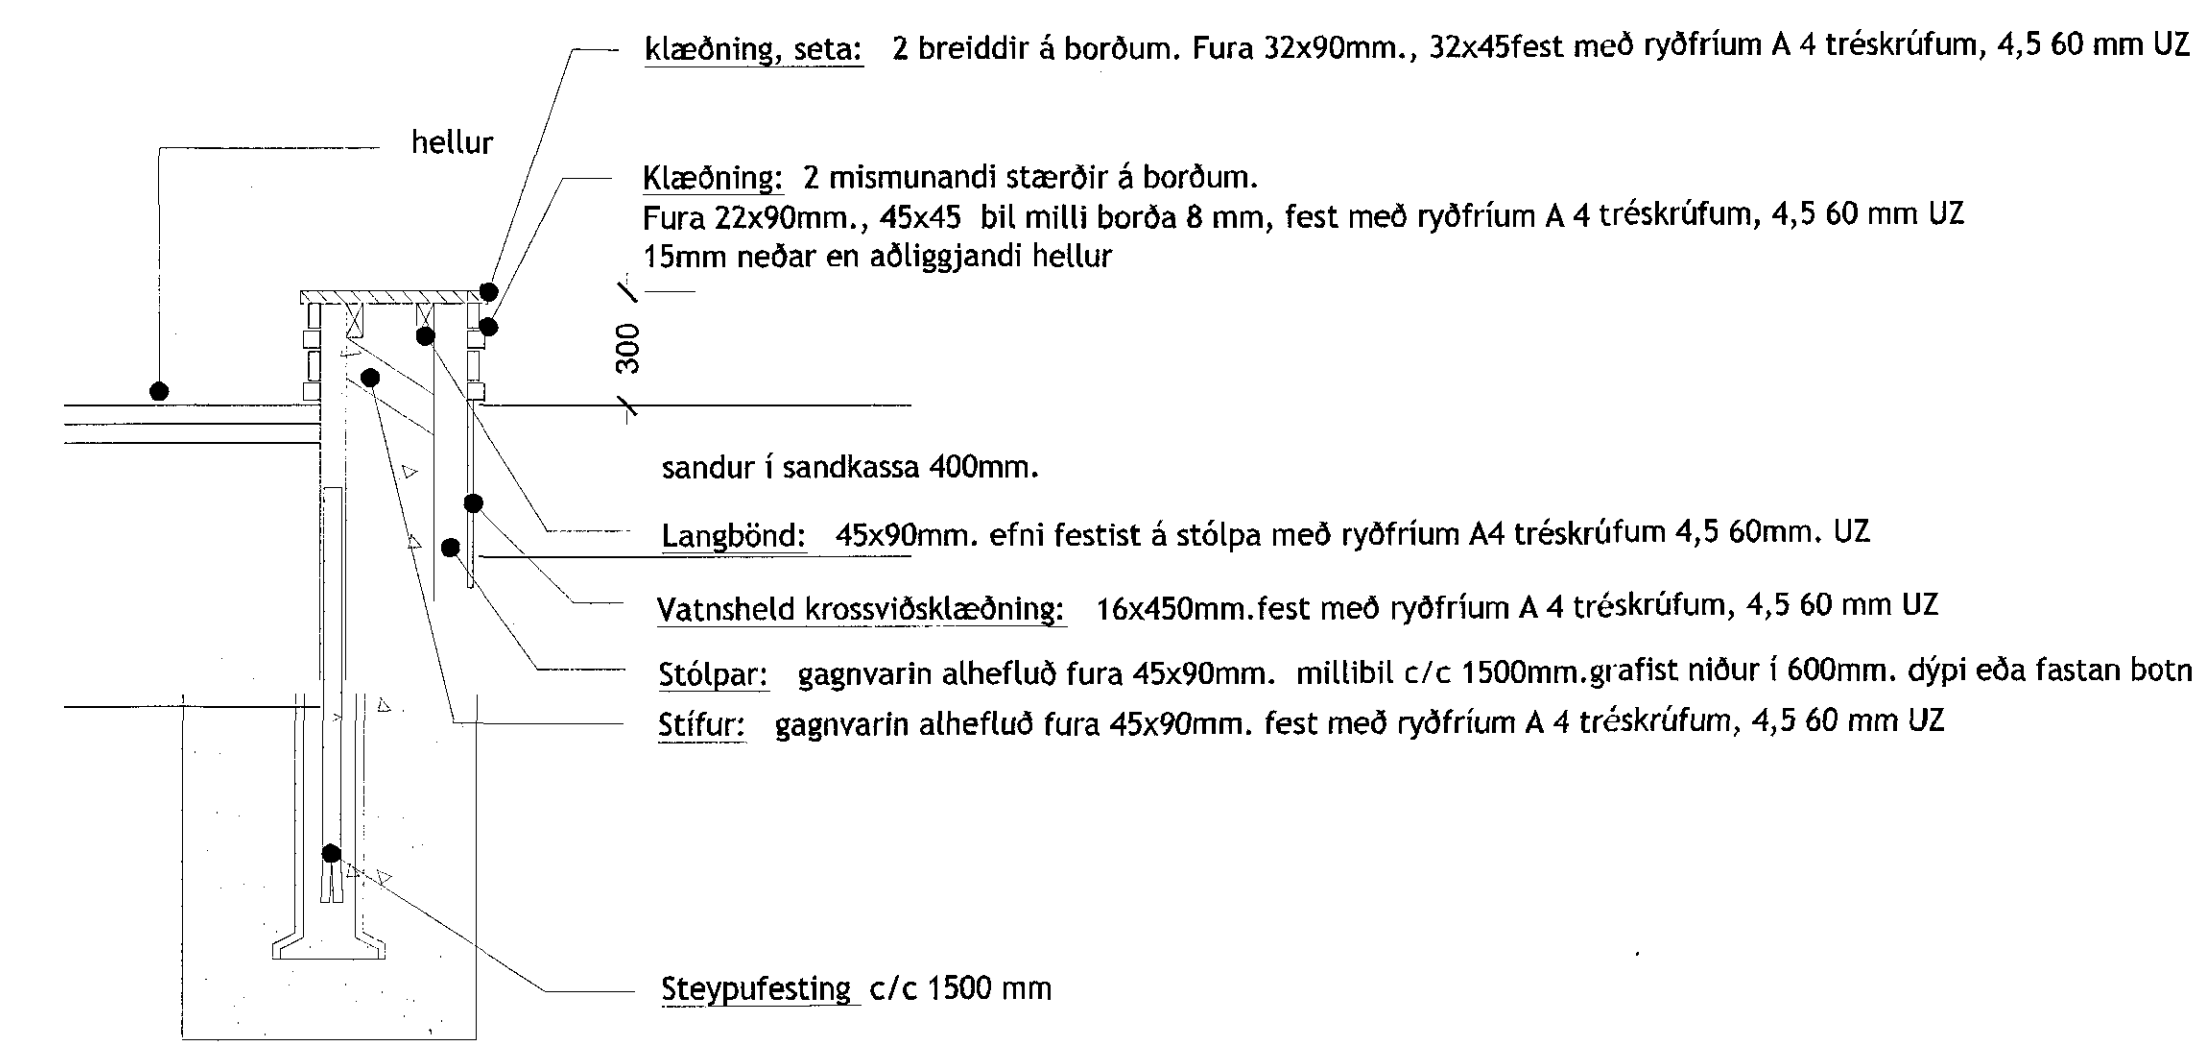 klæðning, seta: 2 breiddir á borðum. Fura 32x90mm., 32x45fest með ryðfríum A 4 tréskrúfum, 4,5 60 mm UZ
hellur
Klæðning: 2 mismunandi stærðir á borðum.
Fura 22x90mm., 45x45 bil milli borða 8 mm, fest með ryðfríum A 4 tréskrúfum, 4,5 60 mm UZ
15mm neðar en aðliggjandi hellur
300
sandur í sandkassa 400mm.
Langbönd: 45x90mm. efni festist á stólpa með ryðfríum A4 tréskrúfum 4,5 60mm. UZ
Vatnsheld krossviðsklæðning: 16x450mm.fest með ryðfríum A 4 tréskrúfum, 4,5 60 mm UZ
Stólpar: gagnvarin alhefluð fura 45x90mm. millibil c/c 1500mm.grafist niður í 600mm. dýpi eða fastan botn
Stífur: gagnvarin alhefluð fura 45x90mm. fest með ryðfríum A 4 tréskrúfum, 4,5 60 mm UZ
Steypufesting c/c 1500 mm